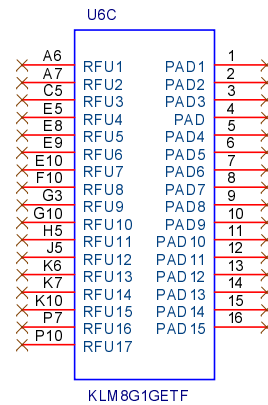 U6C
A6 RFU1 PAD1 1
A7 RFU2 PAD2 2
C5 RFU3 PAD3 3
E5 RFU4 PAD 4
E8 RFU5 PAD4 5
E9 RFU6 PAD5 6
E10 RFU7 PAD6 7
F10 RFU8 PAD7 8
G3 RFU9 PAD8 9
G10 RFU10 PAD9 10
H5 RFU11 PAD10 11
J5 RFU12 PAD11 12
K6 RFU13 PAD12 13
K7 RFU14 PAD13 14
K10 RFU15 PAD14 15
P7 RFU16 PAD15 16
P10 RFU17
KLM8G1GETF